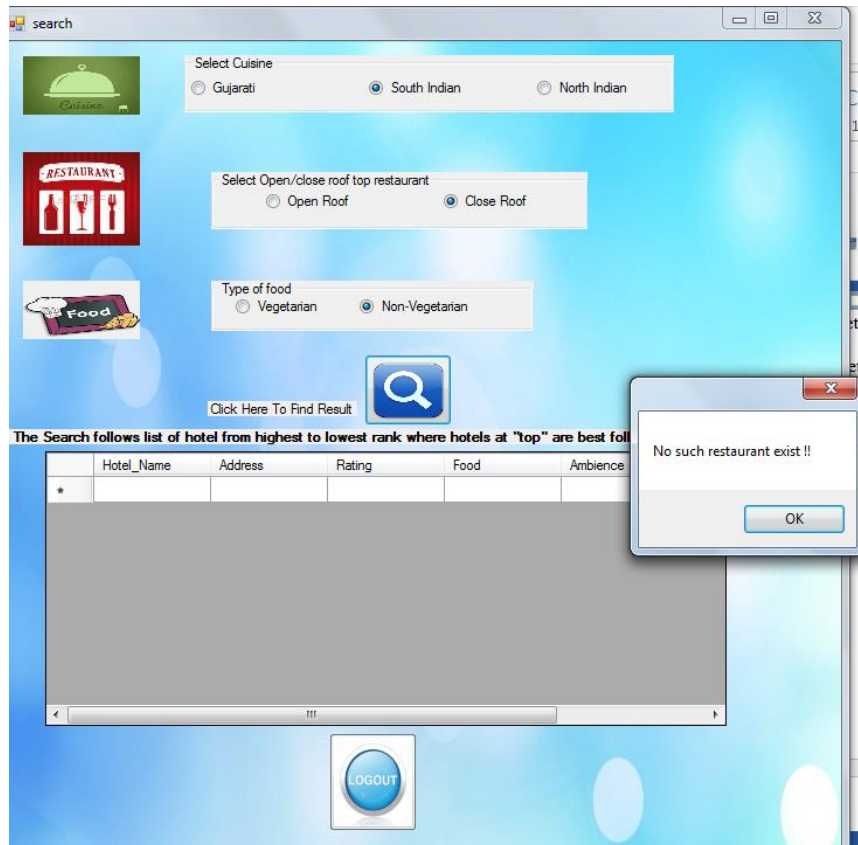 search
Select Cuisine
Gujarati South Indian North Indian
Cuisine
RESTAURANT
Select Open/close roof top restaurant
Open Roof Close Roof
Type of food
Vegetarian Non-Vegetarian
Food
Click Here To Find Result
The Search follows list of hotel from highest to lowest rank where hotels at "top" are best foll
No such restaurant exist !!
OK
Hotel_Name Address Rating Food Ambience
*
LOGOUT